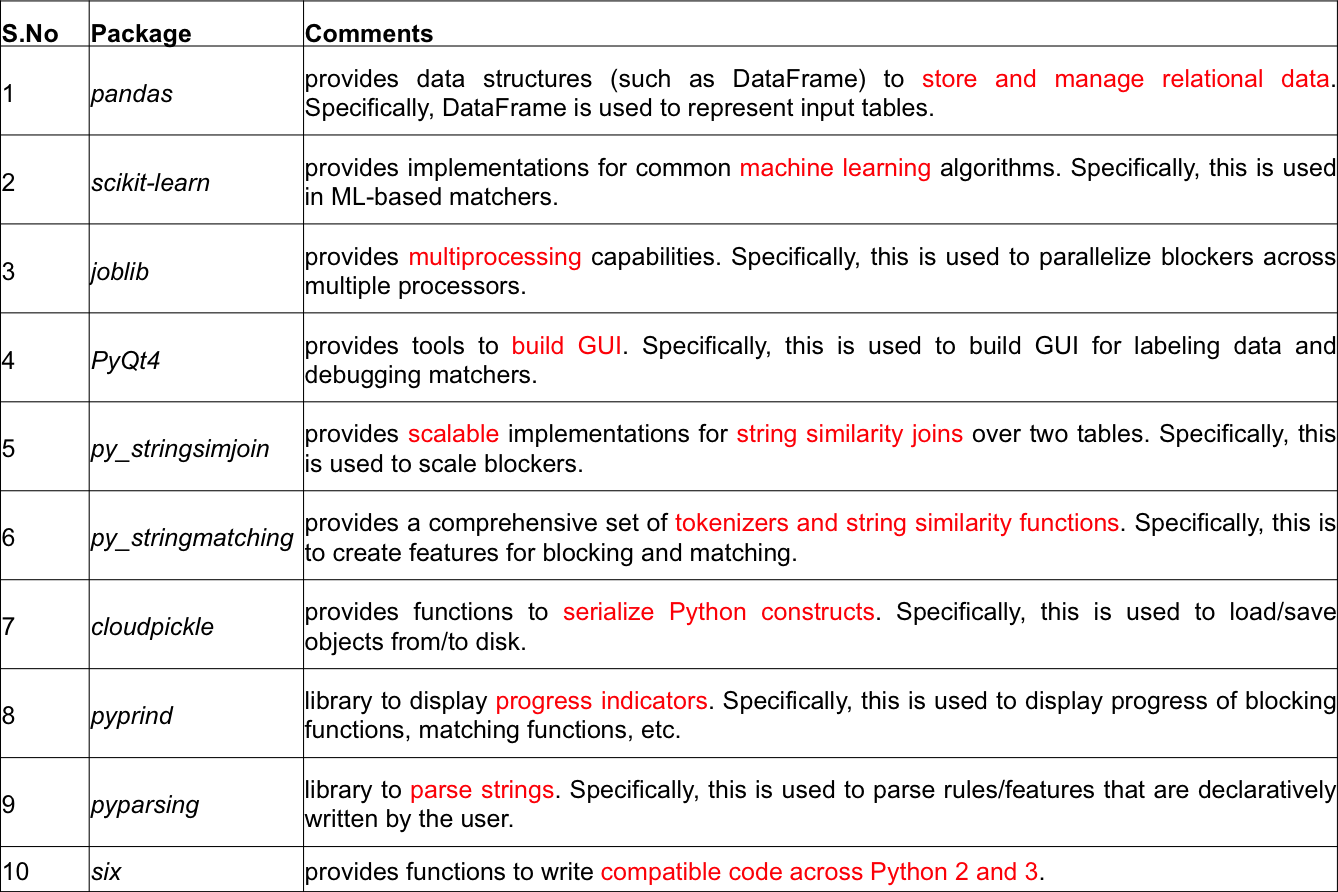 S.No Package Comments
1 pandas provides data structures (such as DataFrame) to store and manage relational data.
Specifically, DataFrame is used to represent input tables.
2 scikit-learn provides implementations for common machine learning algorithms. Specifically, this is used
in ML-based matchers.
3 joblib provides multiprocessing capabilities. Specifically, this is used to parallelize blockers across
multiple processors.
4 PyQt4 provides tools to build GUI. Specifically, this is used to build GUI for labeling data and
debugging matchers.
5 py_stringsimjoin provides scalable implementations for string similarity joins over two tables. Specifically, this
is used to scale blockers.
6 py_stringmatching provides a comprehensive set of tokenizers and string similarity functions. Specifically, this is
to create features for blocking and matching.
7 cloudpickle provides functions to serialize Python constructs. Specifically, this is used to load/save
objects from/to disk.
8 pyprind library to display progress indicators. Specifically, this is used to display progress of blocking
functions, matching functions, etc.
9 pyparsing library to parse strings. Specifically, this is used to parse rules/features that are declaratively
written by the user.
10 six provides functions to write compatible code across Python 2 and 3.